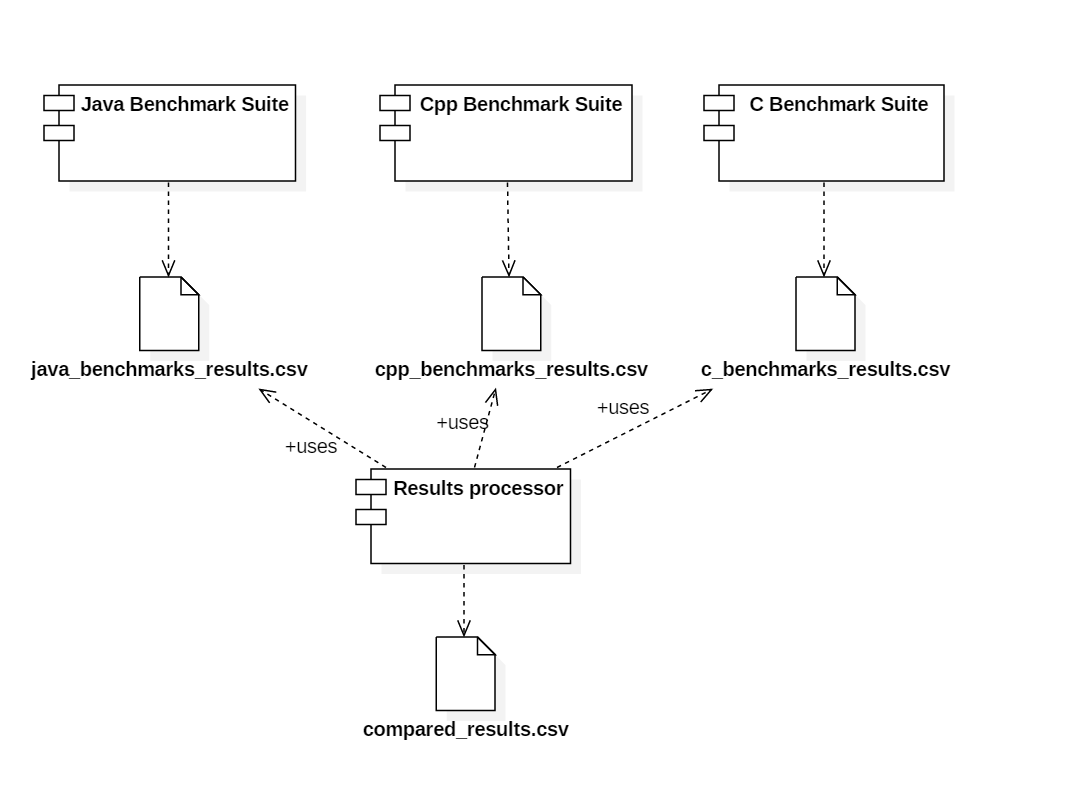 Java Benchmark Suite
Cpp Benchmark Suite
C Benchmark Suite
java_benchmarks_results.csv
cpp_benchmarks_results.csv
c_benchmarks_results.csv
+uses
+uses
+uses
Results processor
compared_results.csv